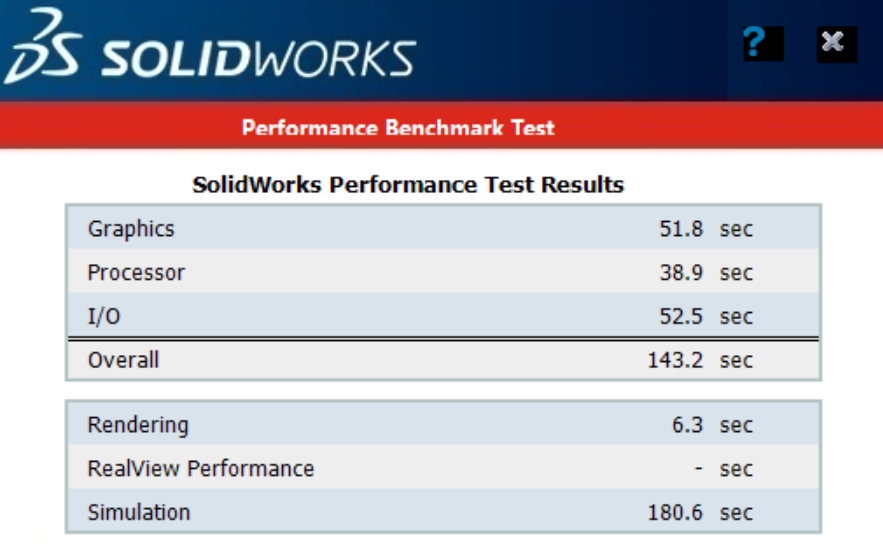 SOLIDWORKS
?
Performance Benchmark Test
SolidWorks Performance Test Results
Graphics 51.8 sec
Processor 38.9 sec
I/O 52.5 sec
Overall 143.2 sec
Rendering 6.3 sec
RealView Performance - sec
Simulation 180.6 sec